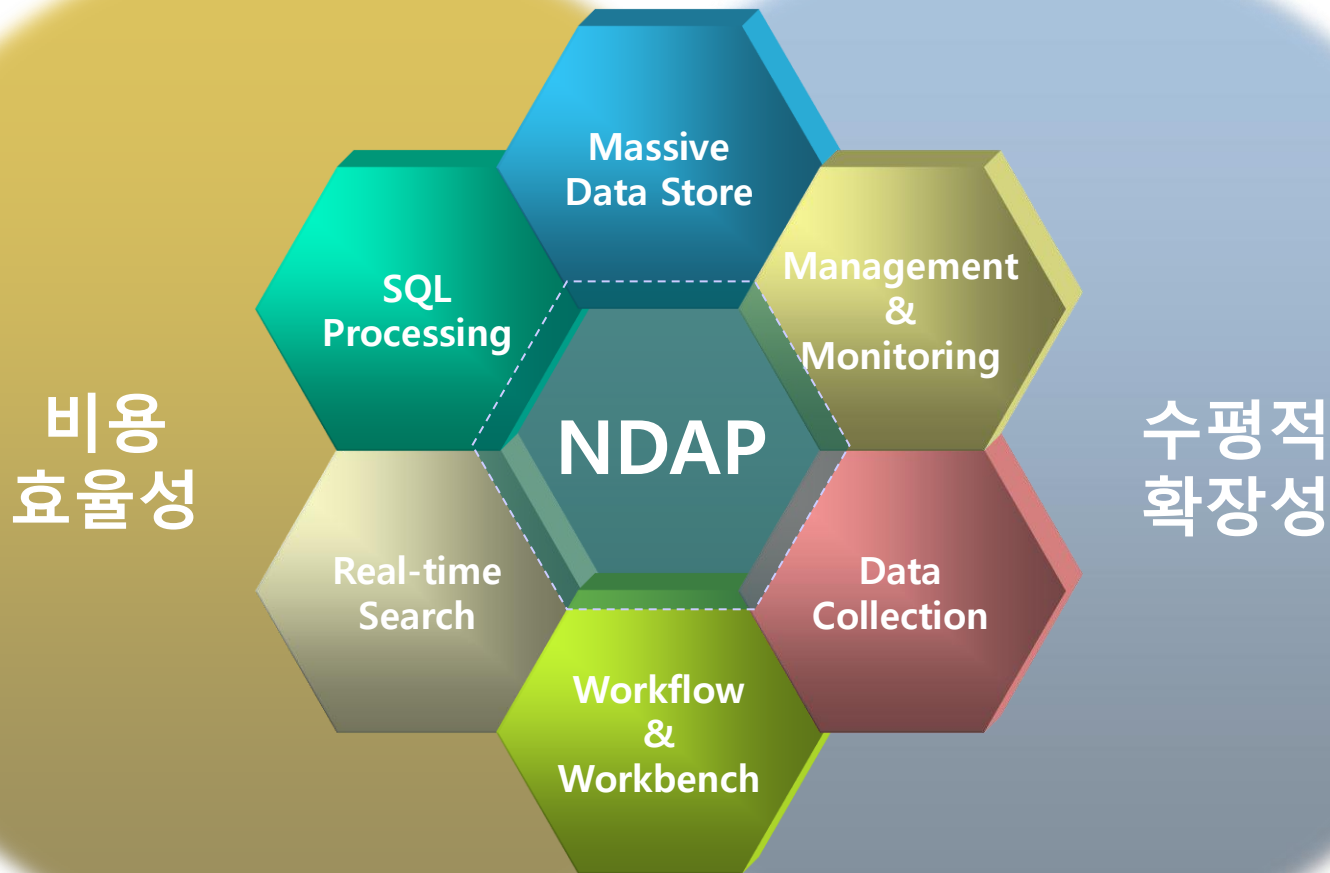 Massive
Data Store
SQL
Processing
Management
&
Monitoring
비용
효율성
NDAP
수평적
확장성
Real-time
Search
Data
Collection
Workflow
&
Workbench